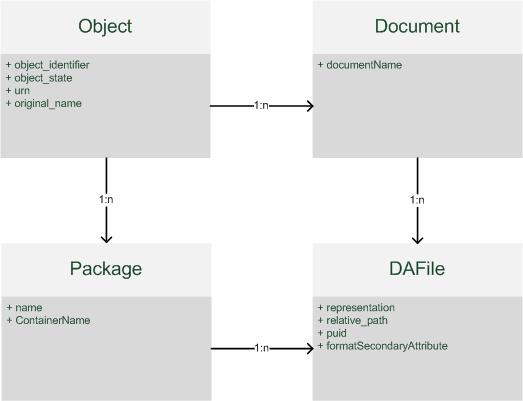 Object
+ object_identifier
+ object_state
+ urn
+ original_name
1:n
Document
+ documentName
1:n
1:n
Package
+ name
+ ContainerName
1:n
DAFile
+ representation
+ relative_path
+ puid
+ formatSecondaryAttribute